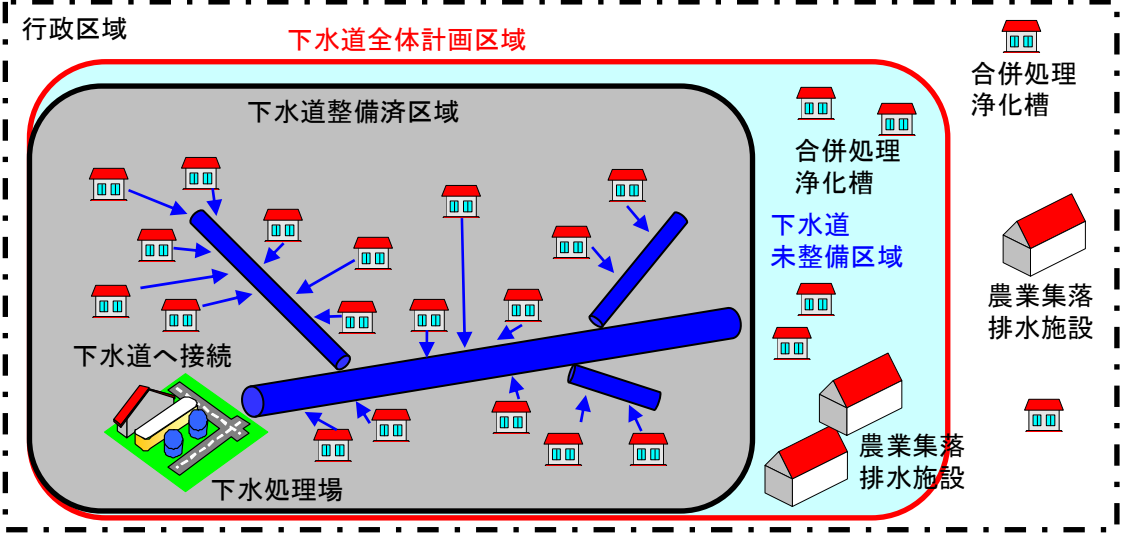 行政区域
下水道全体計画区域
下水道整備済区域
合併処理
浄化槽
合併処理
浄化槽
下水道
未整備区域
農業集落
排水施設
下水道へ接続
農業集落
排水施設
下水処理場